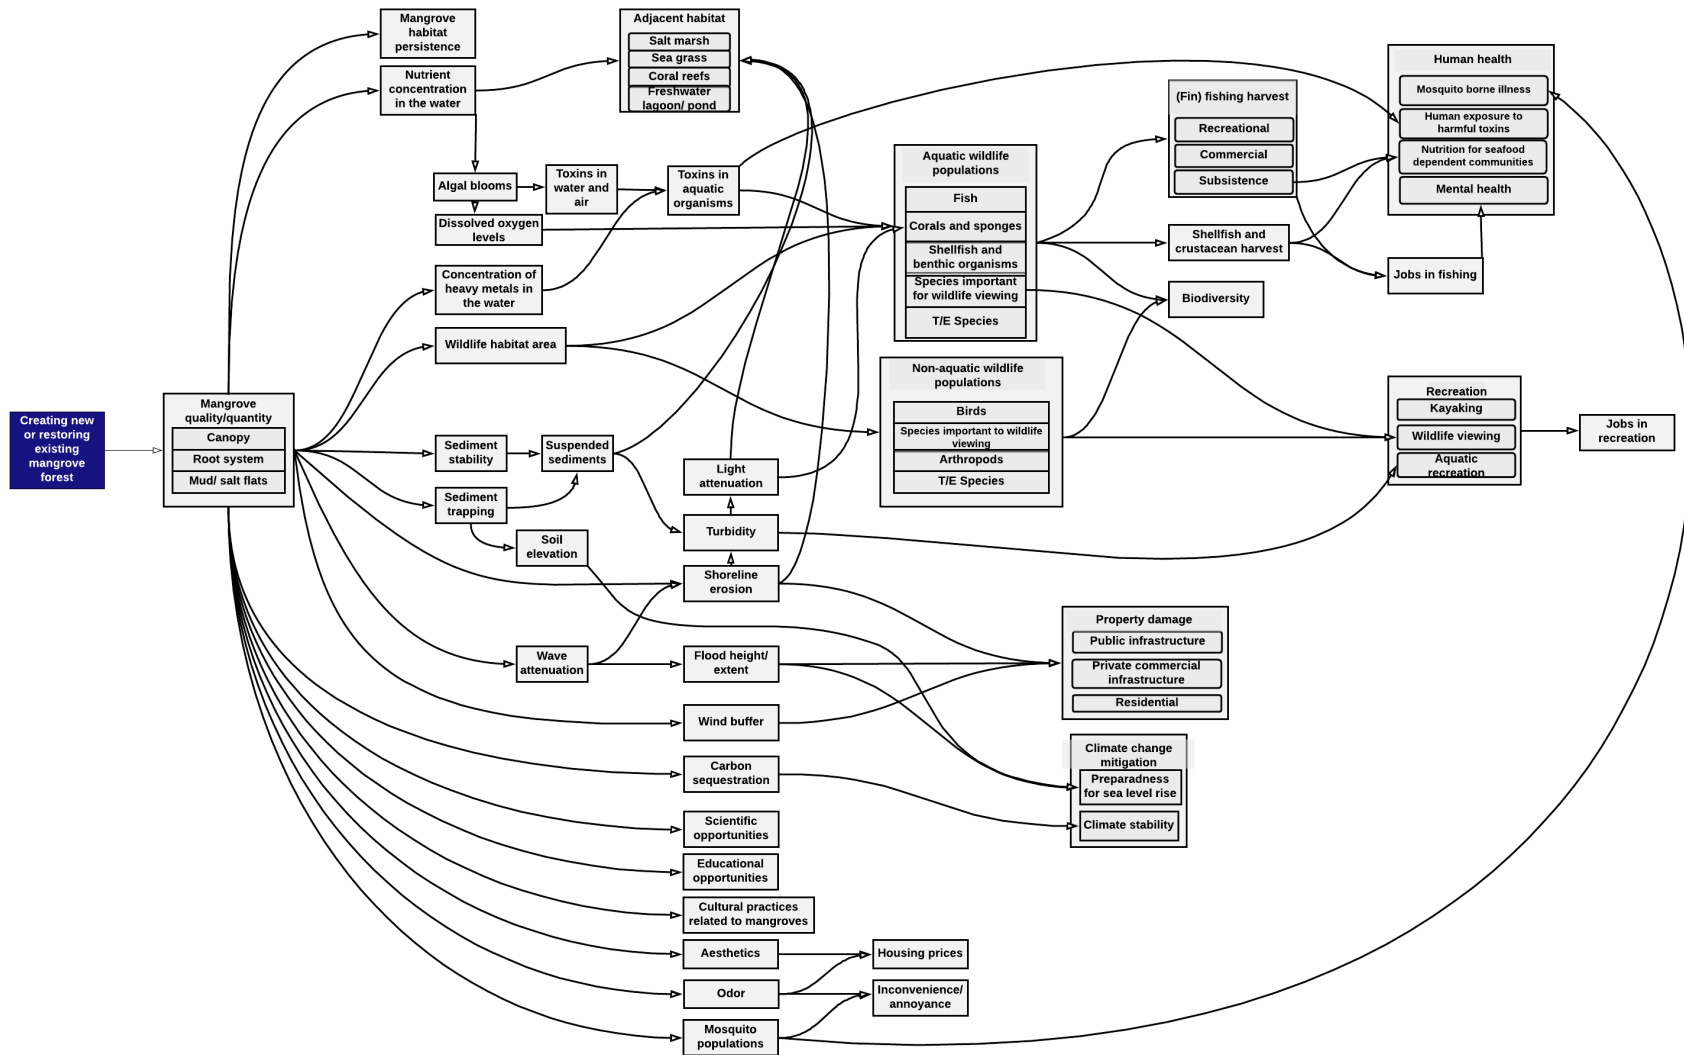 Creating new
or restoring
existing
mangrove
forest
Mangrove
quality/quantity
Canopy
Root system
Mud/ salt flats
Mangrove
habitat
persistence
Nutrient
concentration
in the water
Algal blooms
Dissolved oxygen
levels
Toxins in
water and
air
Concentration of
heavy metals in
the water
Wildlife habitat area
Sediment
stability
Suspended
sediments
Sediment
trapping
Soil
elevation
Wave
attenuation
Adjacent habitat
Salt marsh
Sea grass
Coral reefs
Freshwater
lagoon/ pond
Toxins in
aquatic
organisms
Light
attenuation
Turbidity
Shoreline
erosion
Flood height/
extent
Wind buffer
Carbon
sequestration
Scientific
opportunities
Educational
opportunities
Cultural practices
related to mangroves
Aesthetics
Odor
Mosquito
populations
Housing prices
Inconvenience/
annoyance
Aquatic wildlife
populations
Fish
Corals and sponges
Shellfish and
benthic organisms
Species important
for wildlife viewing
T/E Species
Non-aquatic wildlife
populations
Birds
Species important to wildlife
viewing
Arthropods
T/E Species
(Fin) fishing harvest
Recreational
Commercial
Subsistence
Shellfish and
crustacean harvest
Biodiversity
Property damage
Public infrastructure
Private commercial
infrastructure
Residential
Climate change
mitigation
Preparadness
for sea level rise
Climate stability
Human health
Mosquito borne illness
Human exposure to
harmful toxins
Nutrition for seafood
dependent communities
Mental health
Jobs in fishing
Recreation
Kayaking
Wildlife viewing
Aquatic
recreation
Jobs in
recreation